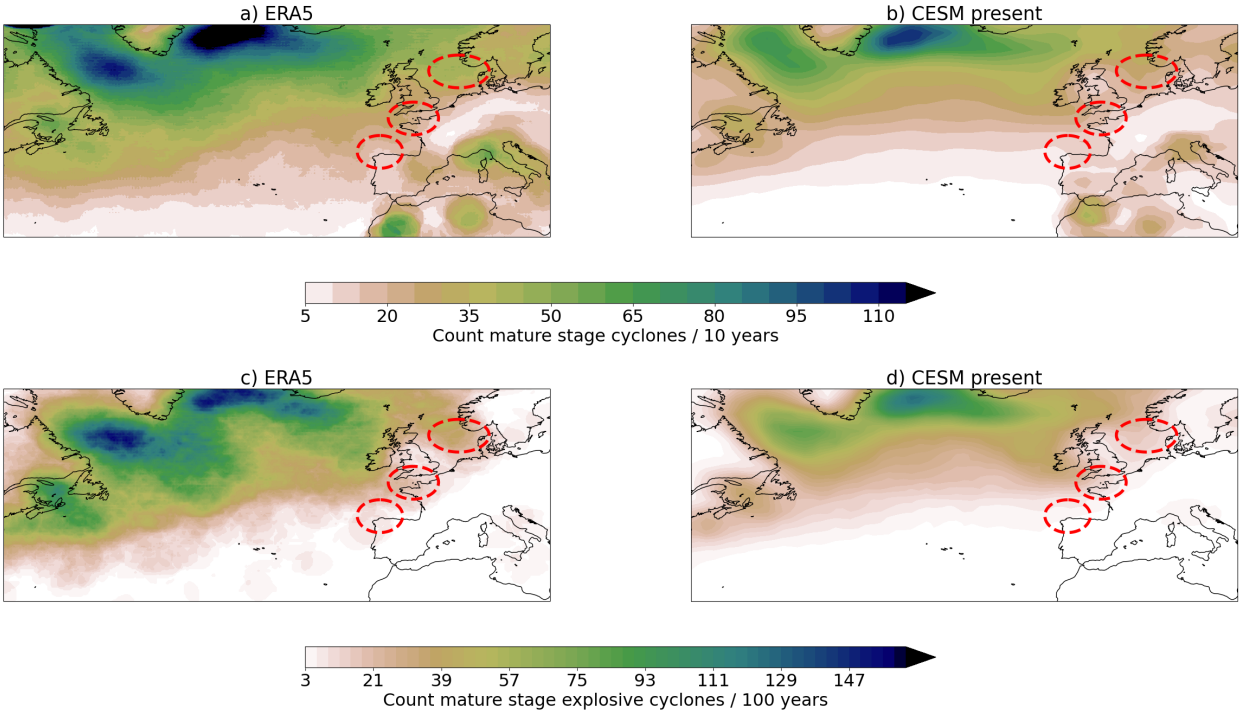 a) ERA5
b) CESM present
5 20 35 50 65 80 95 110
Count mature stage cyclones / 10 years
c) ERA5
d) CESM present
3 21 39 57 75 93 111 129 147
Count mature stage explosive cyclones / 100 years